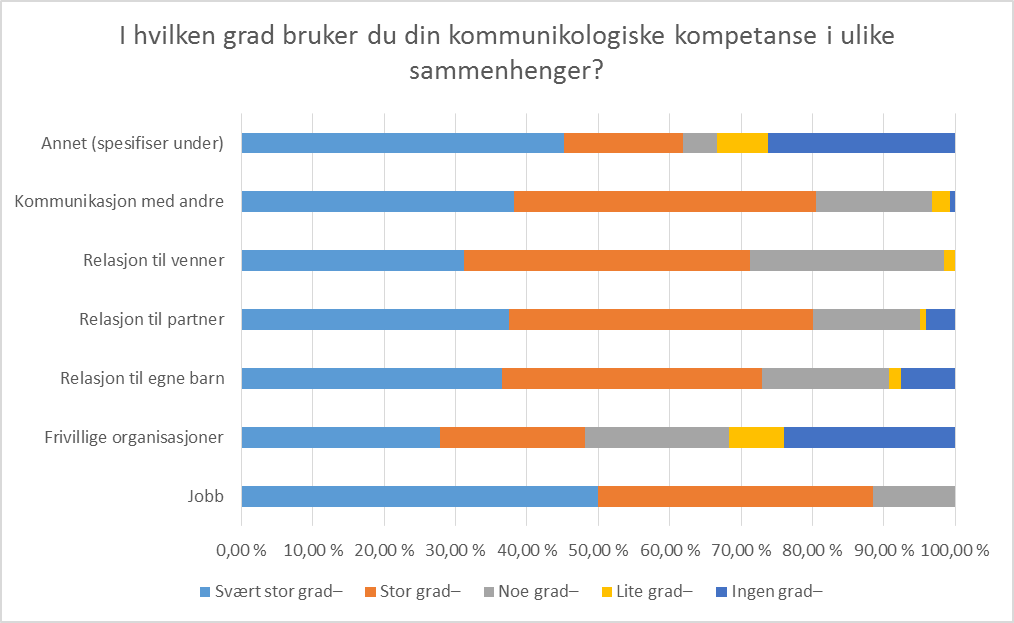 I hvilken grad bruker du din kommunikologiske kompetanse i ulike
sammenhenger?
Annet (spesifiser under)
Kommunikasjon med andre
Relasjon til venner
Relasjon til partner
Relasjon til egne barn
Frivillige organisasjoner
Jobb
0,00 % 10,00 % 20,00 % 30,00 % 40,00 % 50,00 % 60,00 % 70,00 % 80,00 % 90,00 % 100,00 %
Svært stor grad– Stor grad– Noe grad– Lite grad– Ingen grad–